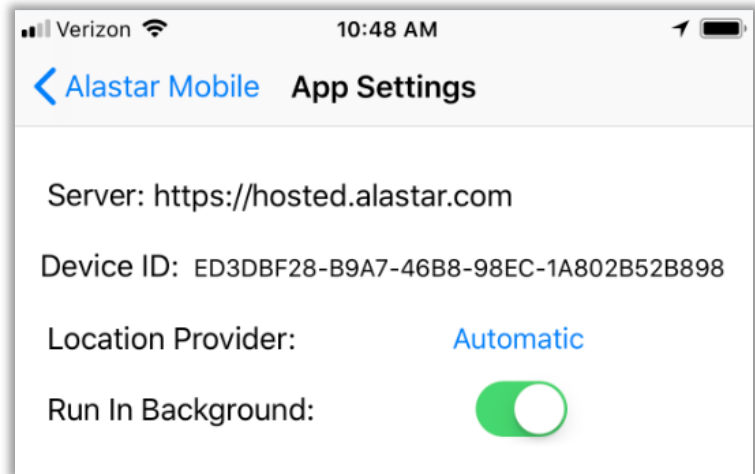 Verizon 10:48 AM
Alastar Mobile App Settings
Server: https://hosted.alastar.com
Device ID: ED3DBF28-B9A7-46B8-98EC-1A802B52B898
Location Provider: Automatic
Run In Background: